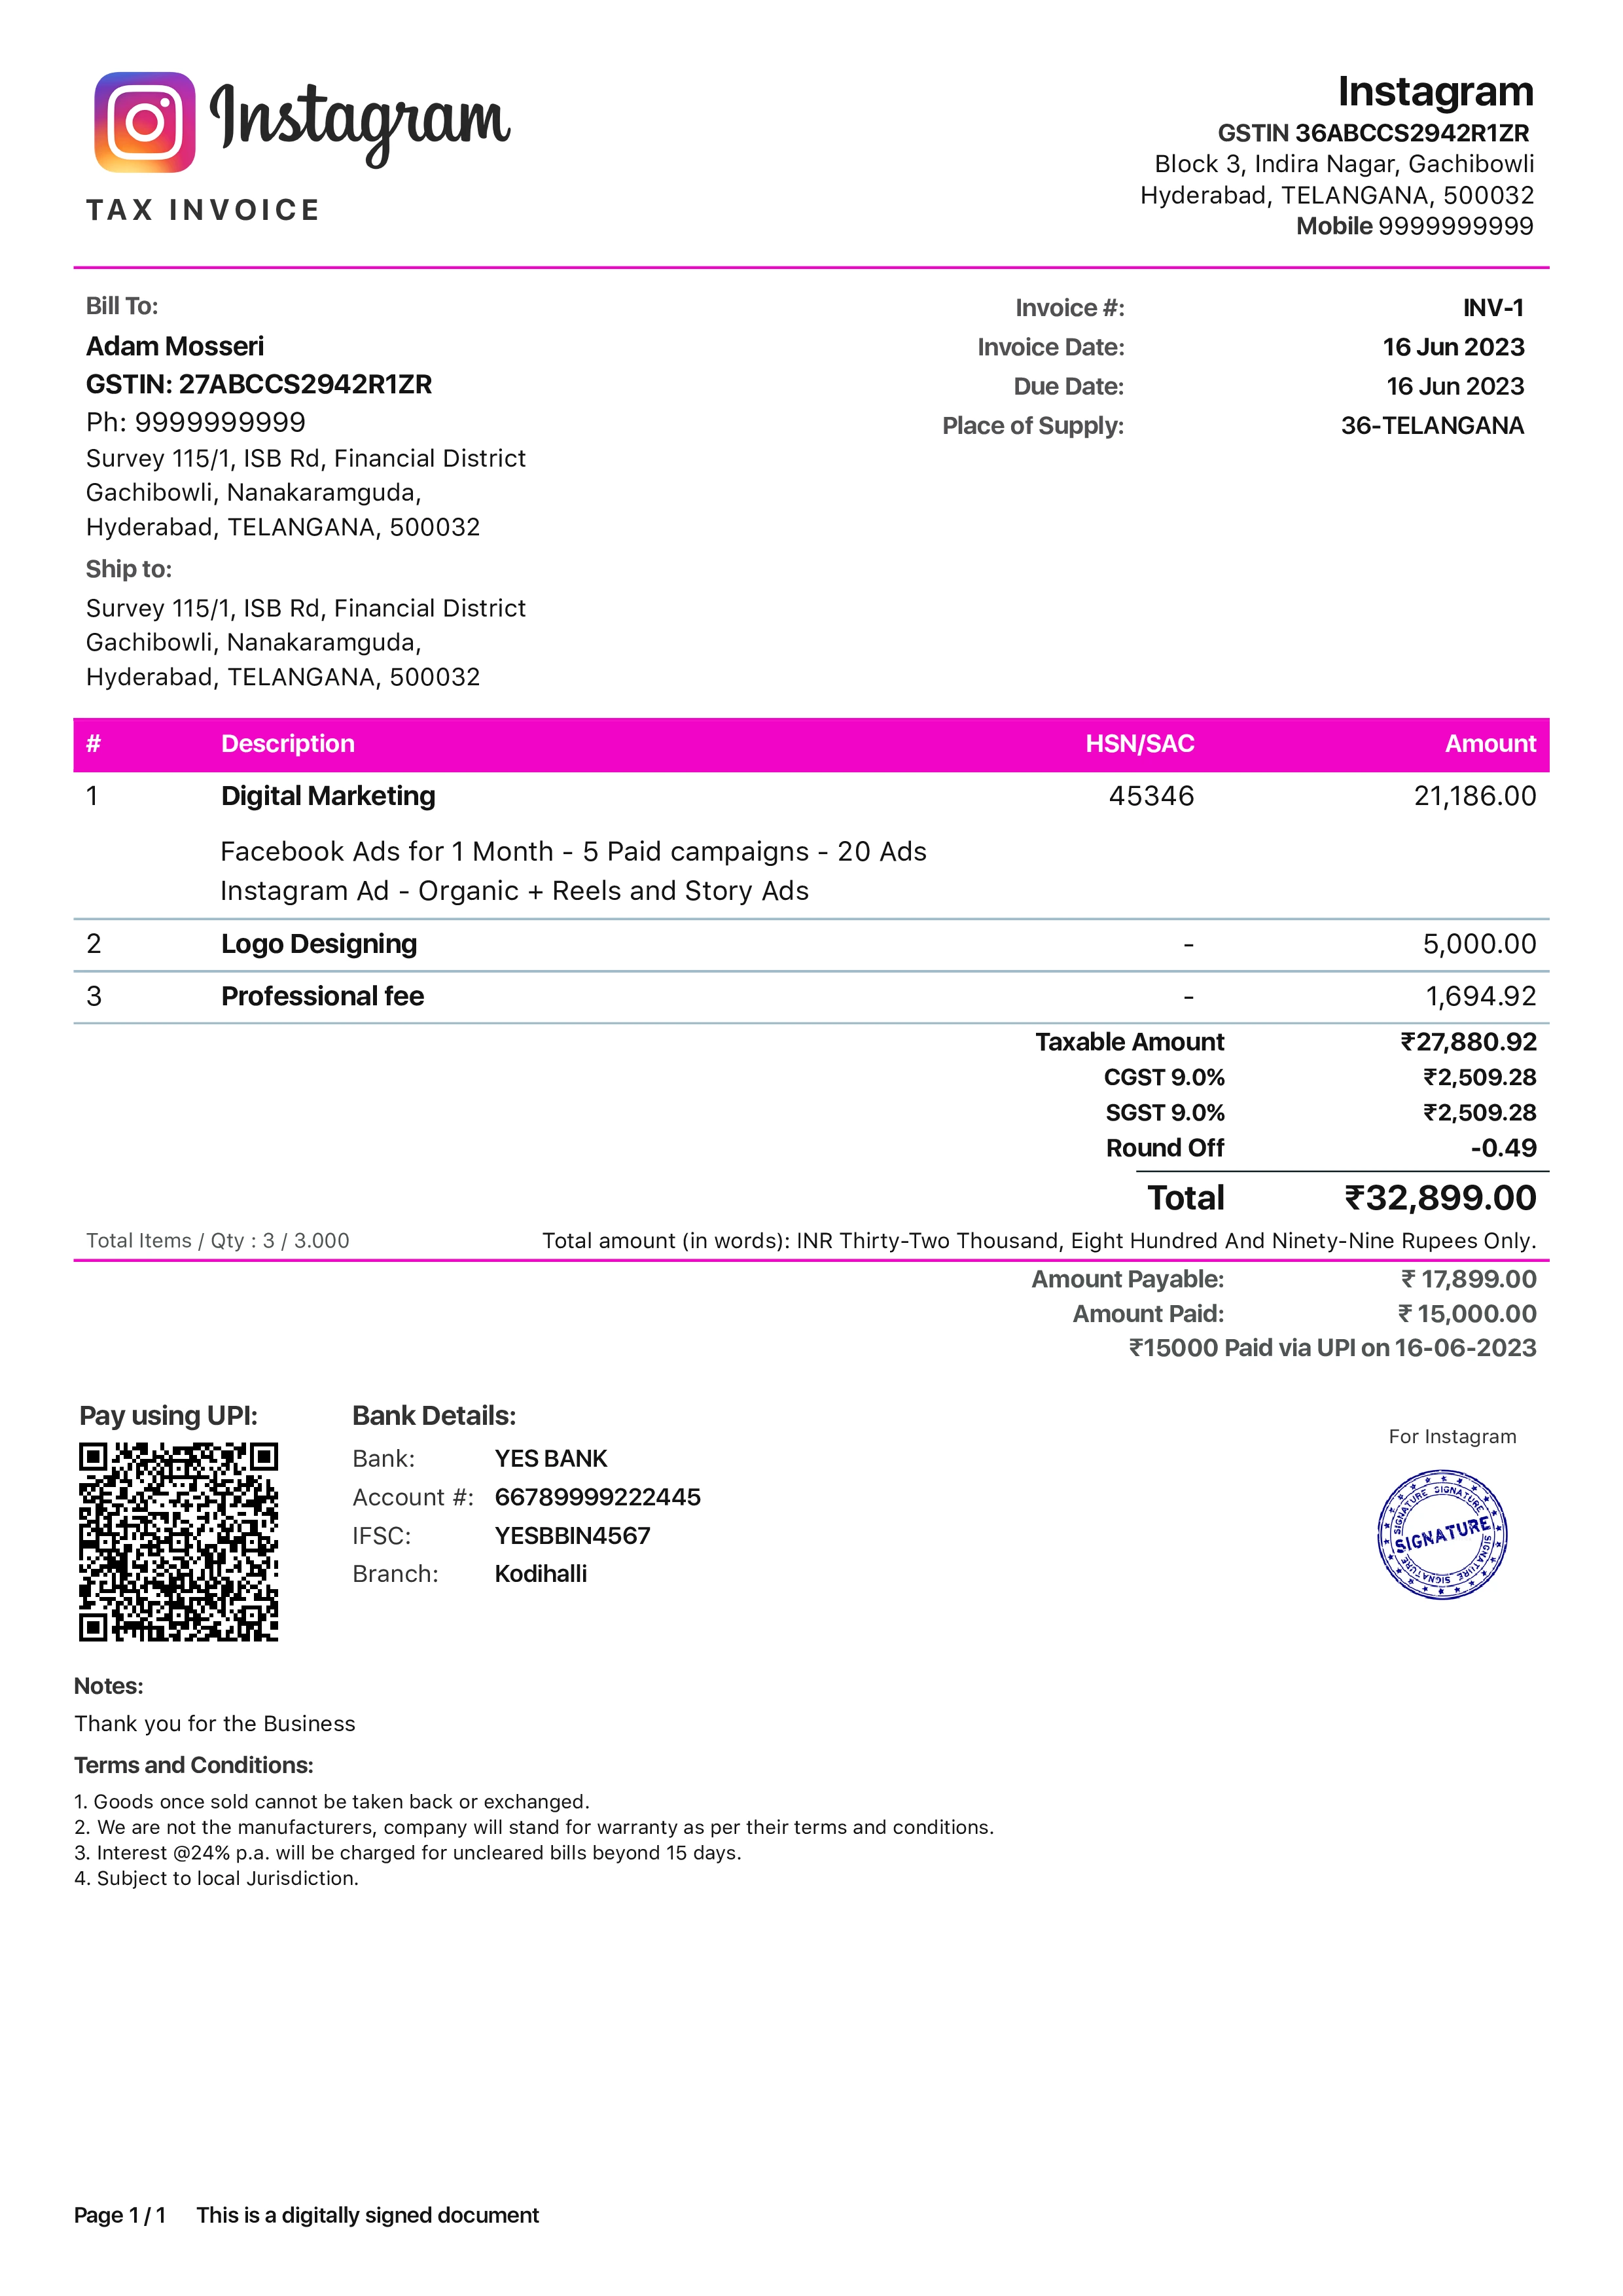 Instagram
TAX INVOICE
Instagram
GSTIN 36ABCCS2942R1ZR
Block 3, Indira Nagar, Gachibowli
Hyderabad, TELANGANA, 500032
Mobile 9999999999
Bill To:
Adam Mosseri
GSTIN: 27ABCCS2942R1ZR
Ph: 9999999999
Survey 115/1, ISB Rd, Financial District
Gachibowli, Nanakaramguda,
Hyderabad, TELANGANA, 500032
Ship to:
Survey 115/1, ISB Rd, Financial District
Gachibowli, Nanakaramguda,
Hyderabad, TELANGANA, 500032
Invoice #: INV-1
Invoice Date: 16 Jun 2023
Due Date: 16 Jun 2023
Place of Supply: 36-TELANGANA
# Description HSN/SAC Amount
1 Digital Marketing 45346 21,186.00
Facebook Ads for 1 Month - 5 Paid campaigns - 20 Ads
Instagram Ad - Organic + Reels and Story Ads
2 Logo Designing - 5,000.00
3 Professional fee - 1,694.92
Taxable Amount ₹27,880.92
CGST 9.0% ₹2,509.28
SGST 9.0% ₹2,509.28
Round Off -0.49
Total ₹32,899.00
Total Items / Qty : 3 / 3.000 Total amount (in words): INR Thirty-Two Thousand, Eight Hundred And Ninety-Nine Rupees Only.
Amount Payable: ₹ 17,899.00
Amount Paid: ₹ 15,000.00
₹15000 Paid via UPI on 16-06-2023
Pay using UPI:
Bank Details:
Bank: YES BANK
Account #: 66789999222445
IFSC: YESBBIN4567
Branch: Kodihalli
For Instagram
SIGNATURE SIGNATURE SIGNATURE SIGNATURE SIGNATURE
SIGNATURE
Notes:
Thank you for the Business
Terms and Conditions:
1. Goods once sold cannot be taken back or exchanged.
2. We are not the manufacturers, company will stand for warranty as per their terms and conditions.
3. Interest @24% p.a. will be charged for uncleared bills beyond 15 days.
4. Subject to local Jurisdiction.
Page 1 / 1 This is a digitally signed document